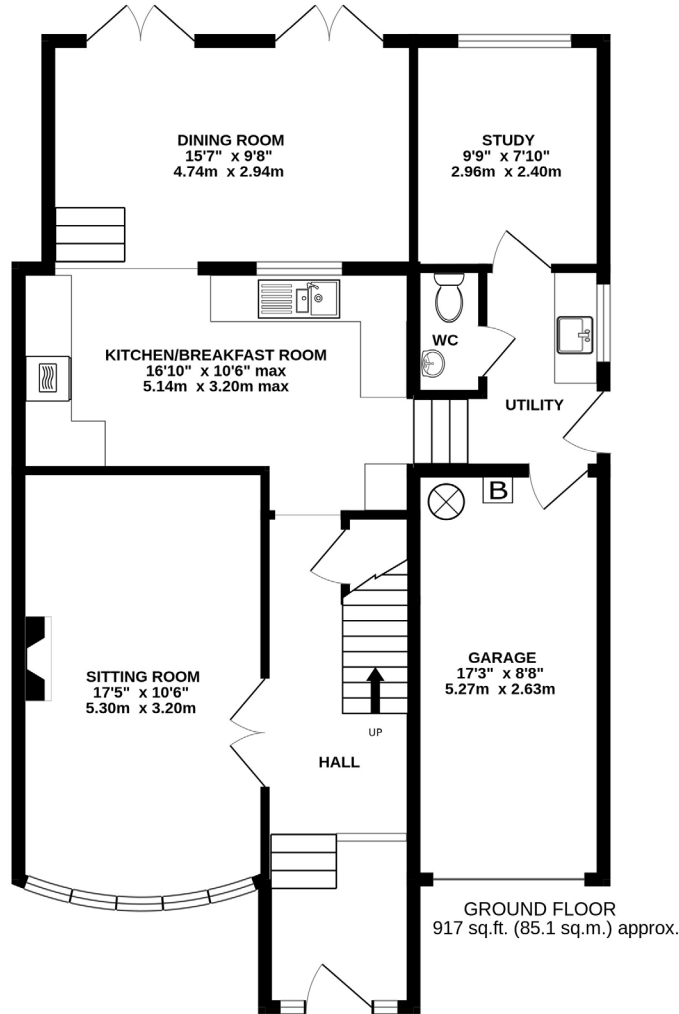 DINING ROOM
15'7" x 9'8"
4.74m x 2.94m
STUDY
9'9" x 7'10"
2.96m x 2.40m
WC
KITCHEN/BREAKFAST ROOM
16'10" x 10'6" max
5.14m x 3.20m max
UTILITY
B
SITTING ROOM
17'5" x 10'6"
5.30m x 3.20m
GARAGE
17'3" x 8'8"
5.27m x 2.63m
UP
HALL
GROUND FLOOR
917 sq.ft. (85.1 sq.m.) approx.